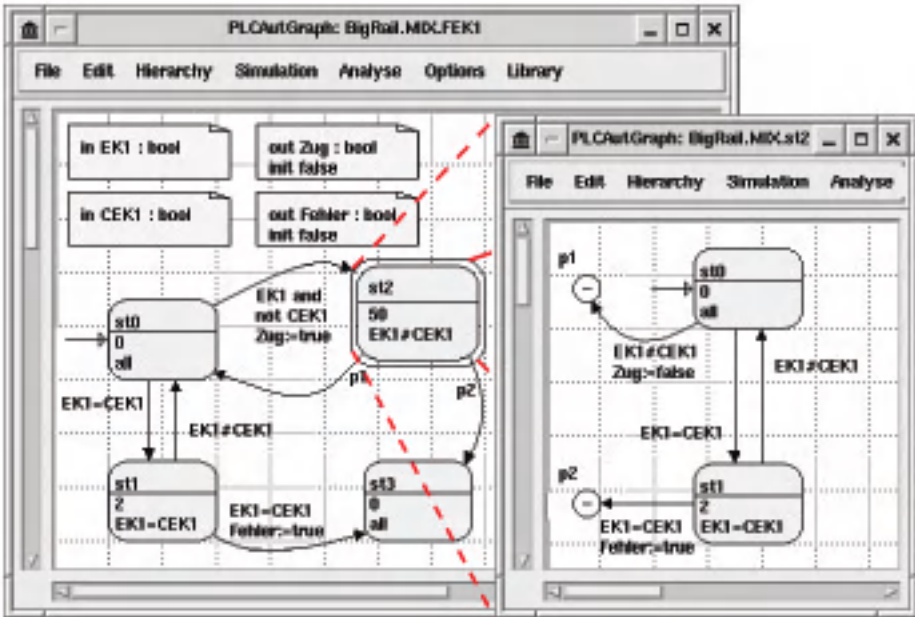 PLCAutGraph: BigRail.MIX.FEK1
File Edit Hierarchy Simulation Analyse Options Library
in EK1 : bool
out Zug : bool
init false
in CEK1 : bool
out Fehler : bool
init false
st0
0
all
EK1 and
not CEK1
Zug:=true
st2
50
EK1≠CEK1
p1
p2
EK1=CEK1
EK1≠CEK1
st1
2
EK1=CEK1
EK1=CEK1
Fehler:=true
st3
0
all
PLCAutGraph: BigRail.MIX.st2
File Edit Hierarchy Simulation Analyse
p1
st0
0
all
EK1≠CEK1
Zug:=false
EK1≠CEK1
EK1=CEK1
p2
st1
2
EK1=CEK1
EK1=CEK1
Fehler:=true